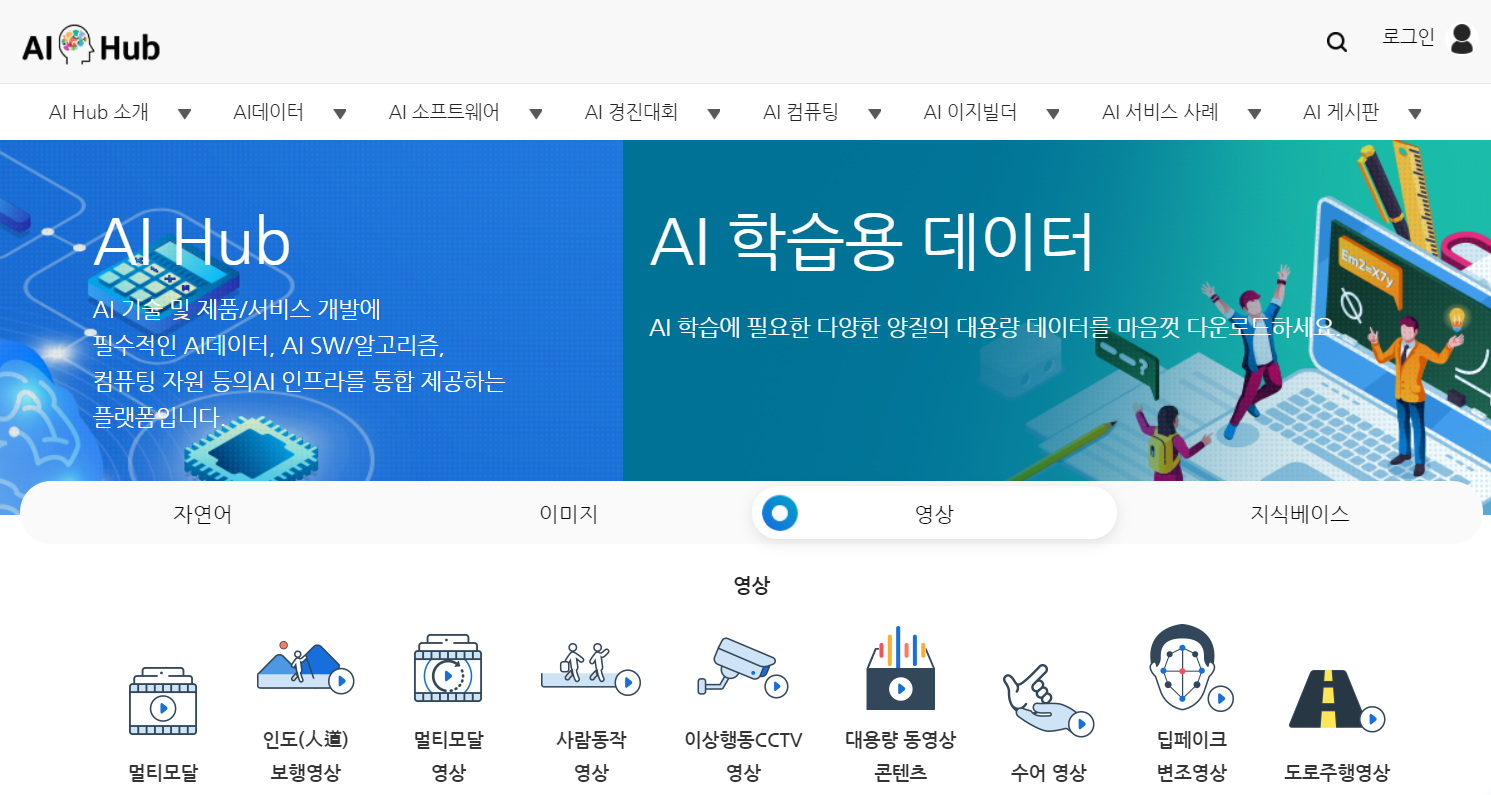 AI Hub
로그인
AI Hub 소개 ▼ AI데이터 ▼ AI 소프트웨어 ▼ AI 경진대회 ▼ AI 컴퓨팅 ▼ AI 이지빌더 ▼ AI 서비스 사례 ▼ AI 게시판 ▼
AI Hub
AI 기술 및 제품/서비스 개발에
필수적인 AI데이터, AI SW/알고리즘,
컴퓨팅 자원 등의AI 인프라를 통합 제공하는
플랫폼입니다.
AI 학습용 데이터
AI 학습에 필요한 다양한 양질의 대용량 데이터를 마음껏 다운로드하세요.
Em2=X7y
--?
자연어 이미지 영상 지식베이스
영상
멀티모달
인도(人道)
보행영상
멀티모달
영상
사람동작
영상
이상행동CCTV
영상
대용량 동영상
콘텐츠
수어 영상
딥페이크
변조영상
도로주행영상